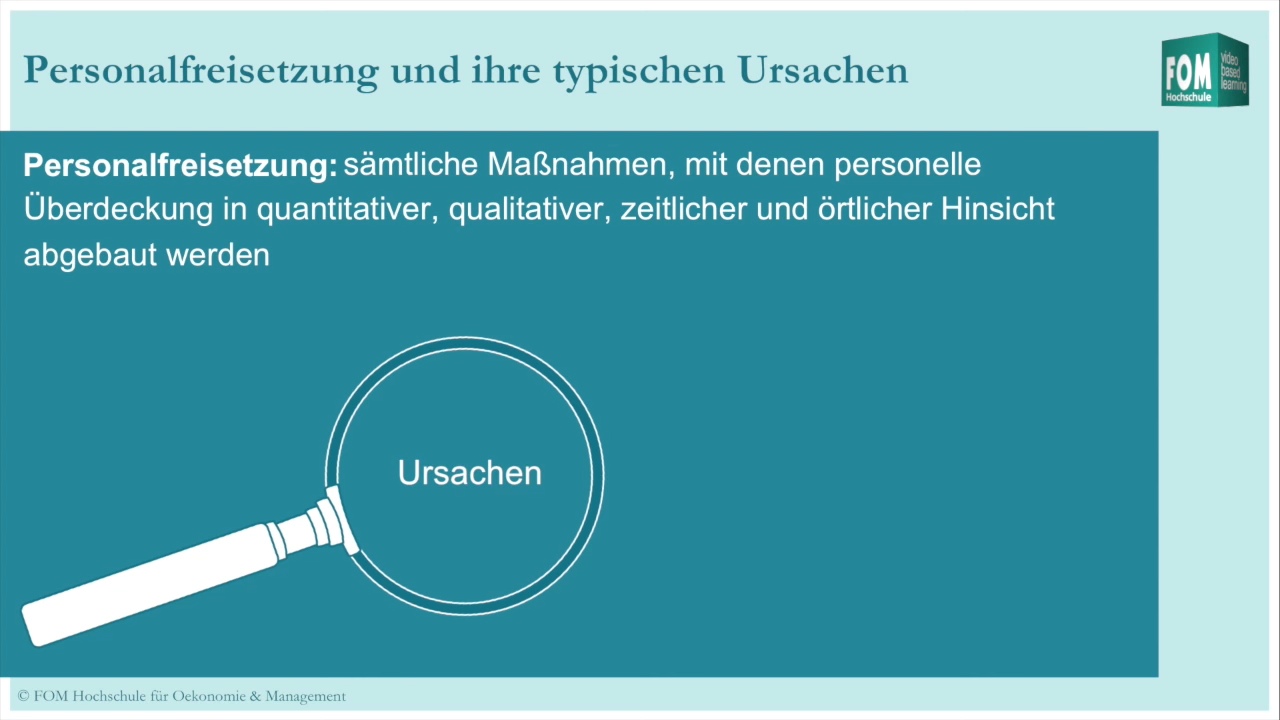 Personalfreisetzung und ihre typischen Ursachen
FOM
Hochschule
video
based
learning
Personalfreisetzung: sämtliche Maßnahmen, mit denen personelle
Überdeckung in quantitativer, qualitativer, zeitlicher und örtlicher Hinsicht
abgebaut werden
Ursachen
© FOM Hochschule für Oekonomie & Management